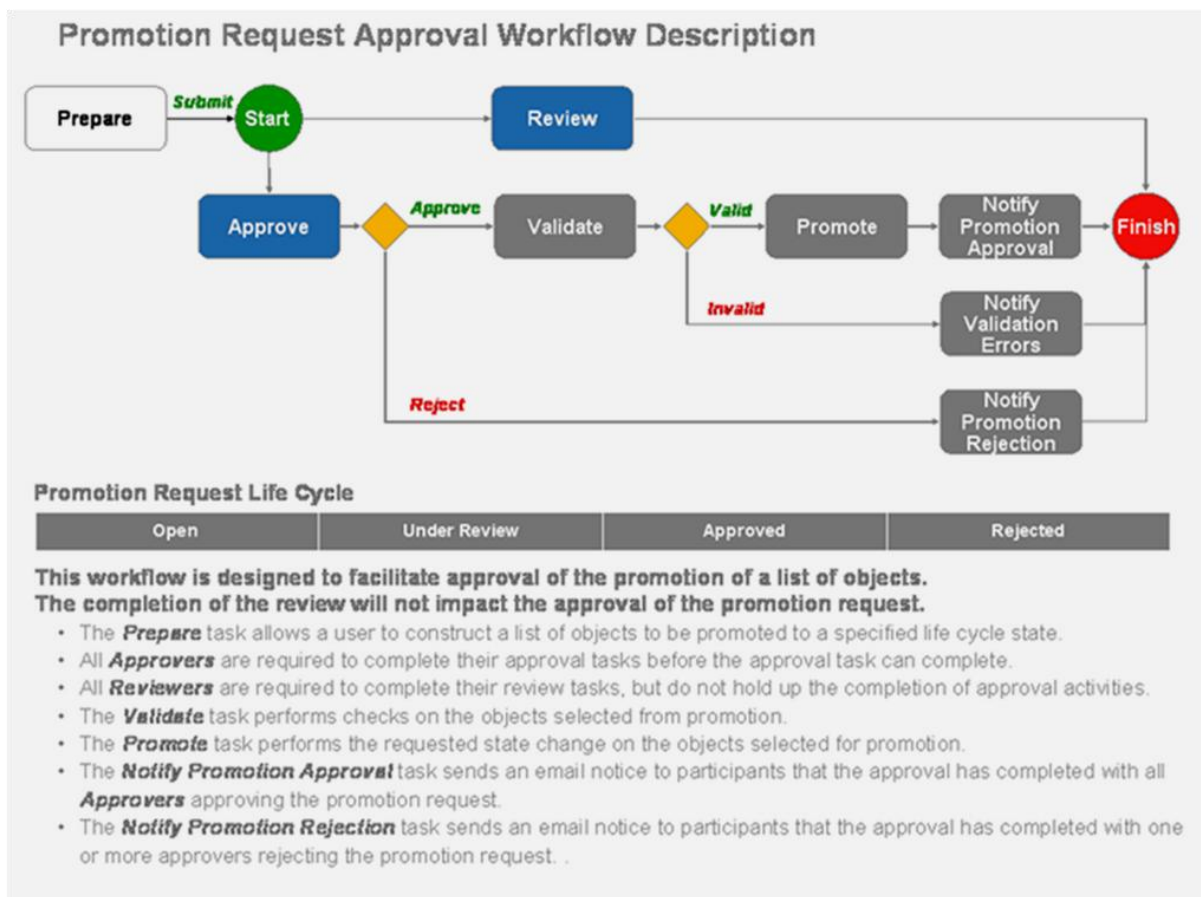 Promotion Request Approval Workflow Description
Prepare
Submit
Start
Review
Approve
Approve
Validate
Valid
Promote
Notify
Promotion
Approval
Finish
Invalid
Notify
Validation
Errors
Reject
Notify
Promotion
Rejection
Promotion Request Life Cycle
Open Under Review Approved Rejected
This workflow is designed to facilitate approval of the promotion of a list of objects.
The completion of the review will not impact the approval of the promotion request.
• The Prepare task allows a user to construct a list of objects to be promoted to a specified life cycle state.
• All Approvers are required to complete their approval tasks before the approval task can complete.
• All Reviewers are required to complete their review tasks, but do not hold up the completion of approval activities.
• The Validate task performs checks on the objects selected from promotion.
• The Promote task performs the requested state change on the objects selected for promotion.
• The Notify Promotion Approval task sends an email notice to participants that the approval has completed with all
Approvers approving the promotion request.
• The Notify Promotion Rejection task sends an email notice to participants that the approval has completed with one
or more approvers rejecting the promotion request. .